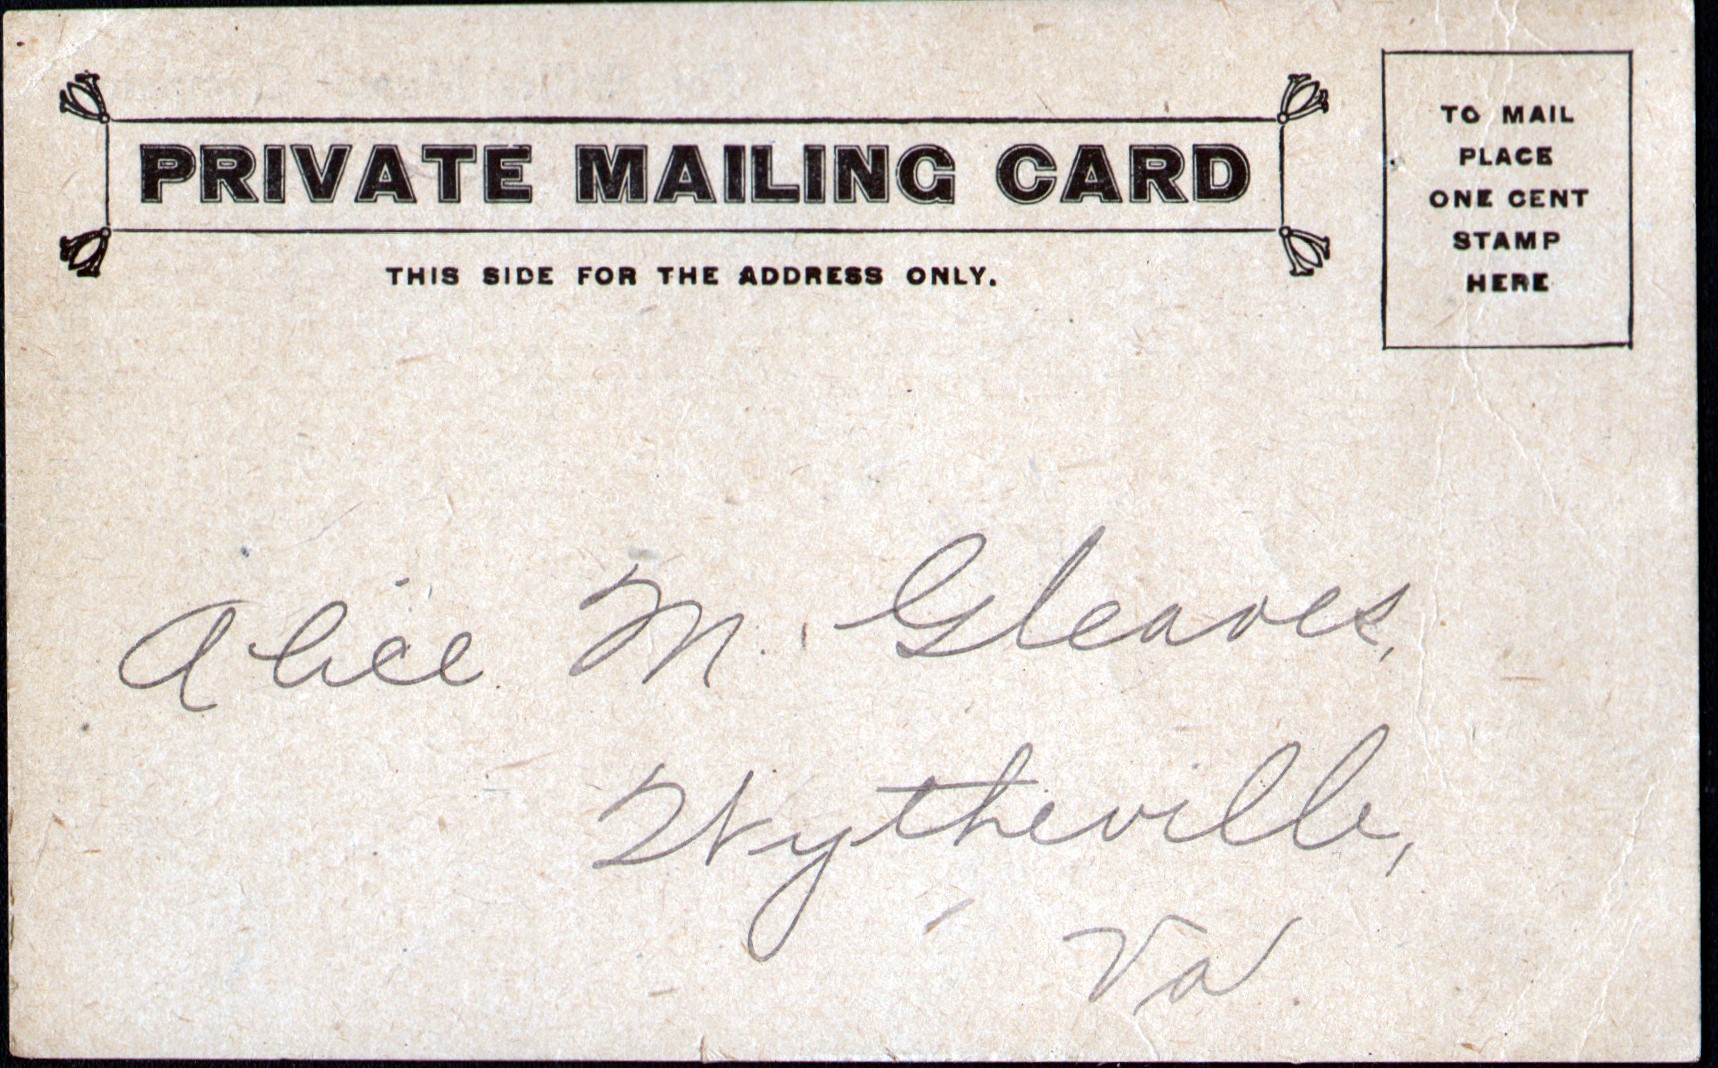 PRIVATE MAILING CARD
THIS SIDE FOR THE ADDRESS ONLY.
TO MAIL
PLACE
ONE CENT
STAMP
HERE
Alice M. Gleaves,
Wytheville,
Va.